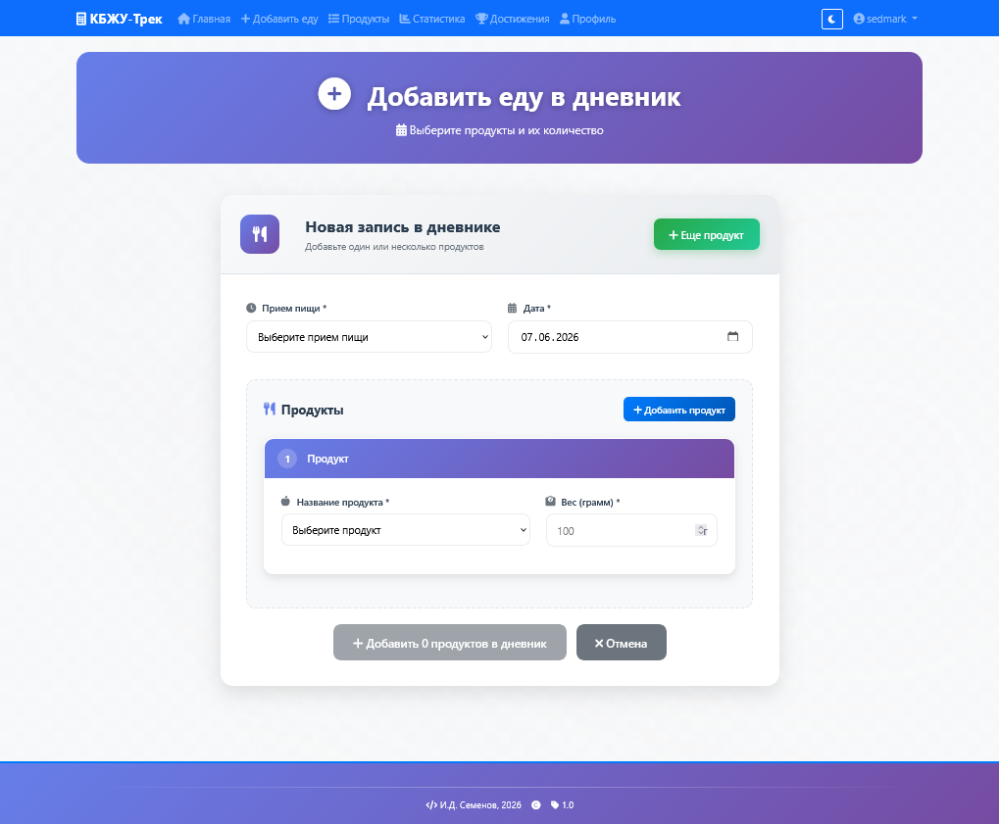 КБЖУ-Трек Главная Добавить еду Продукты Статистика Достижения Профиль sedmark
Добавить еду в дневник
Выберите продукты и их количество
Новая запись в дневнике
Добавьте один или несколько продуктов
Еще продукт
Прием пищи *
Дата *
Выберите прием пищи
07.06.2026
Продукты
Добавить продукт
1 Продукт
Название продукта *
Вес (грамм) *
Выберите продукт
100
г
Добавить 0 продуктов в дневник
Отмена
И.Д. Семенов, 2026 © 1.0